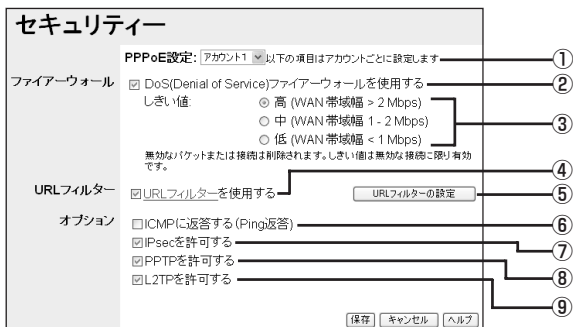 セキュリティー
PPPoE設定: アカウント1 以下の項目はアカウントごとに設定します ①
ファイアーウォール ☑ DoS(Denial of Service)ファイアーウォールを使用する ②
しきい値: ◉ 高 (WAN 帯域幅 > 2 Mbps)
○ 中 (WAN 帯域幅 1 - 2 Mbps) ③
○ 低 (WAN 帯域幅 < 1 Mbps)
無効なパケットまたは接続は削除されます。しきい値は無効な接続に限り有効
です。
④
URLフィルター ☑ URLフィルターを使用する URLフィルターの設定 ⑤
オプション ☐ ICMPに返答する(Ping返答) ⑥
☑ IPsecを許可する ⑦
☑ PPTPを許可する ⑧
☑ L2TPを許可する ⑨
保存 キャンセル ヘルプ